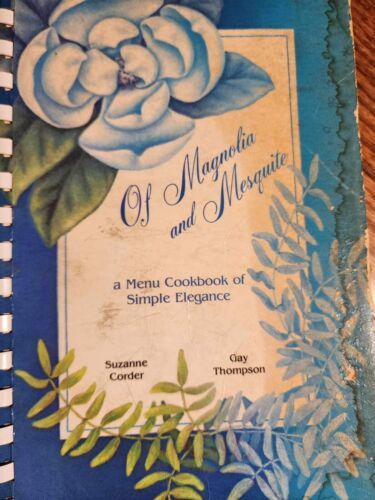 Of Magnolia
and Mesquite
a Menu Cookbook of
Simple Elegance
Suzanne
Corder
Gay
Thompson